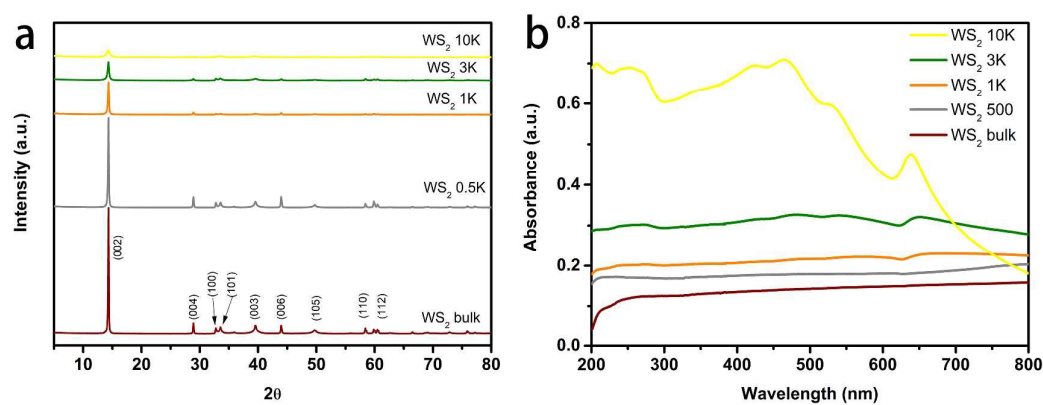 a
Intensity (a.u.)
WS₂ 10K
WS₂ 3K
WS₂ 1K
WS₂ 0.5K
WS₂ bulk
(002)
(004)
(100)
(101)
(003)
(006)
(105)
(110)
(112)
10 20 30 40 50 60 70 80
2θ
b
Absorbance (a.u.)
0.8
0.6
0.4
0.2
0.0
WS₂ 10K
WS₂ 3K
WS₂ 1K
WS₂ 500
WS₂ bulk
200 300 400 500 600 700 800
Wavelength (nm)